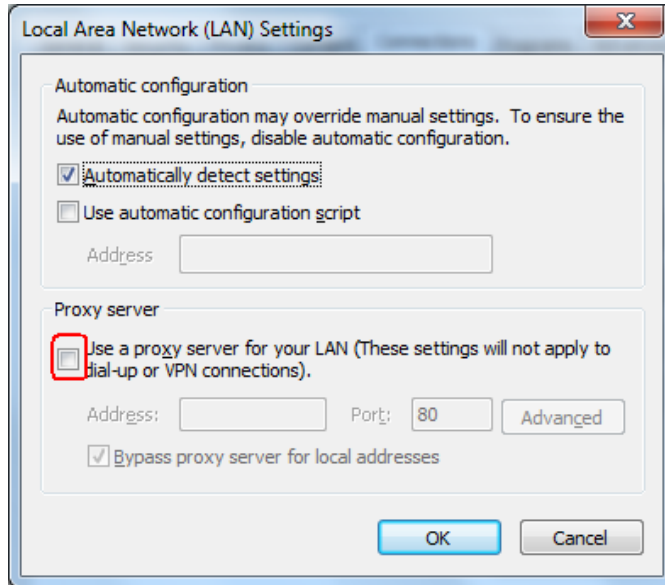 Local Area Network (LAN) Settings
Automatic configuration
Automatic configuration may override manual settings. To ensure the
use of manual settings, disable automatic configuration.
Automatically detect settings
Use automatic configuration script
Address
Proxy server
Use a proxy server for your LAN (These settings will not apply to
dial-up or VPN connections).
Address: Port: 80 Advanced
Bypass proxy server for local addresses
OK Cancel